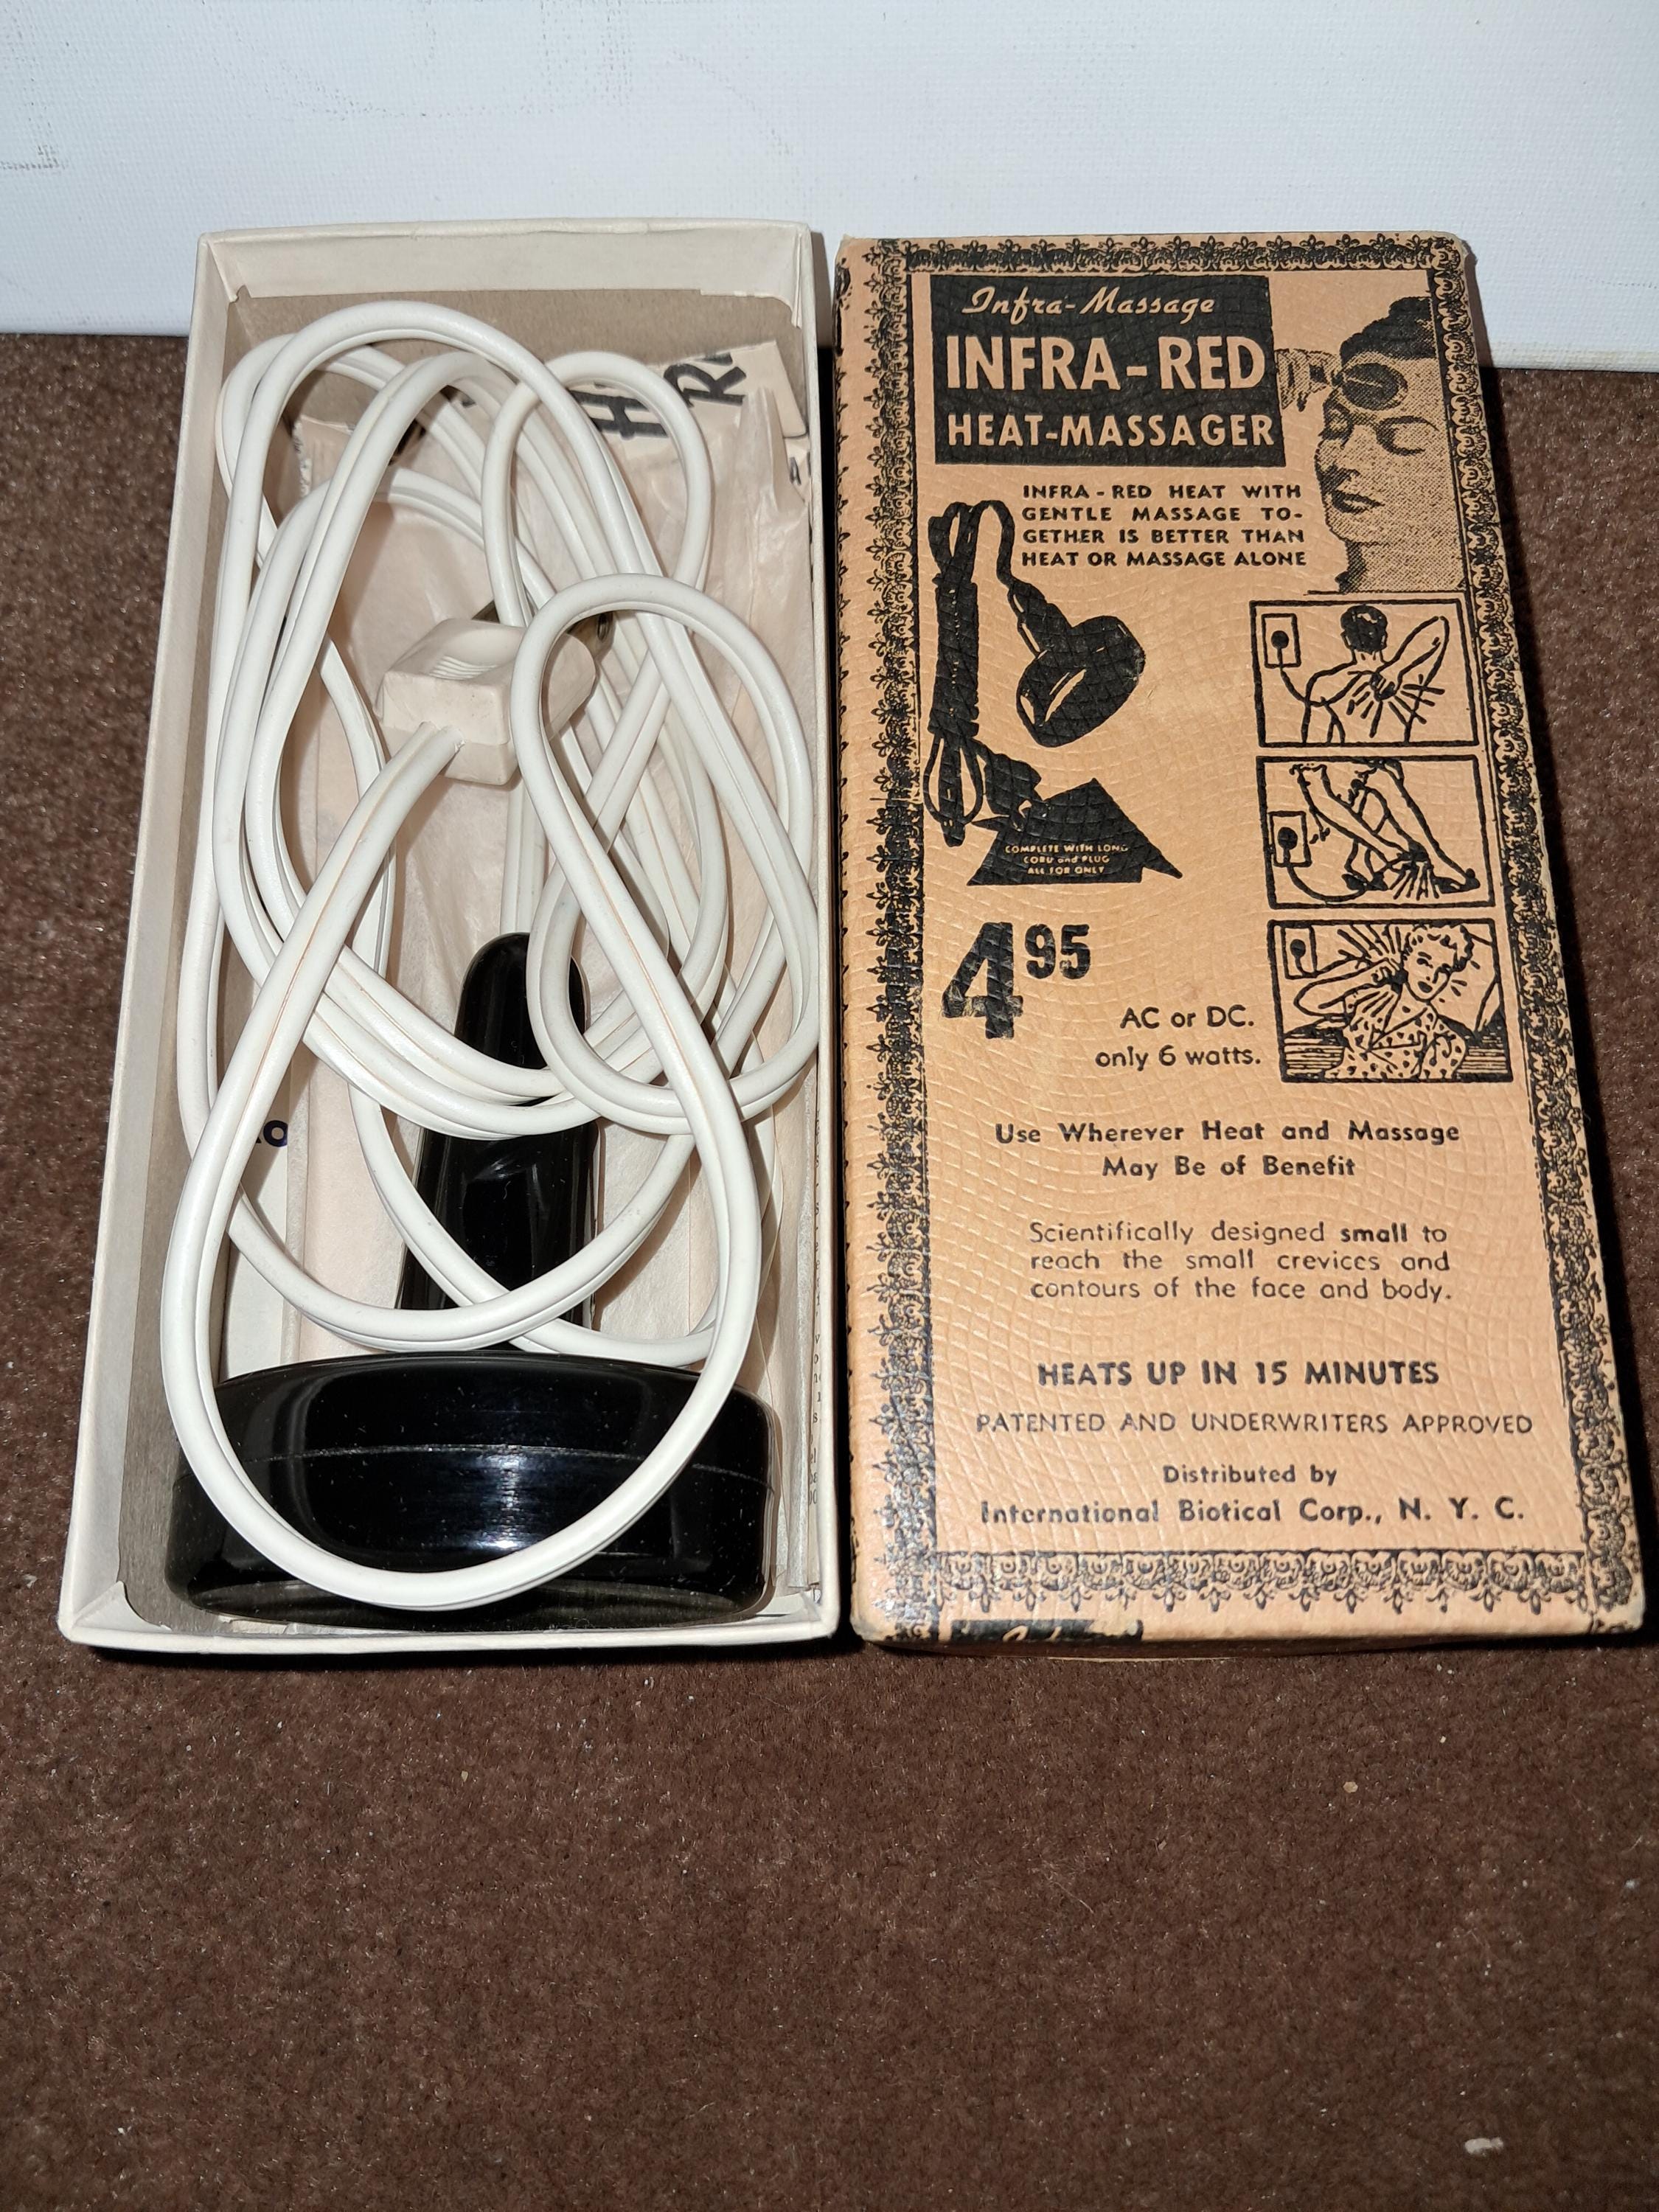 Infra-Massage
INFRA-RED
HEAT-MASSAGER
INFRA-RED HEAT WITH
GENTLE MASSAGE TO-
GETHER IS BETTER THAN
HEAT OR MASSAGE ALONE
COMPLETE WITH LONG
CORD and PLUG
ALL FOR ONLY
4 95
AC or DC.
only 6 watts.
Use Wherever Heat and Massage
May Be of Benefit
Scientifically designed small to
reach the small crevices and
contours of the face and body.
HEATS UP IN 15 MINUTES
PATENTED AND UNDERWRITERS APPROVED
Distributed by
International Biotical Corp., N. Y. C.